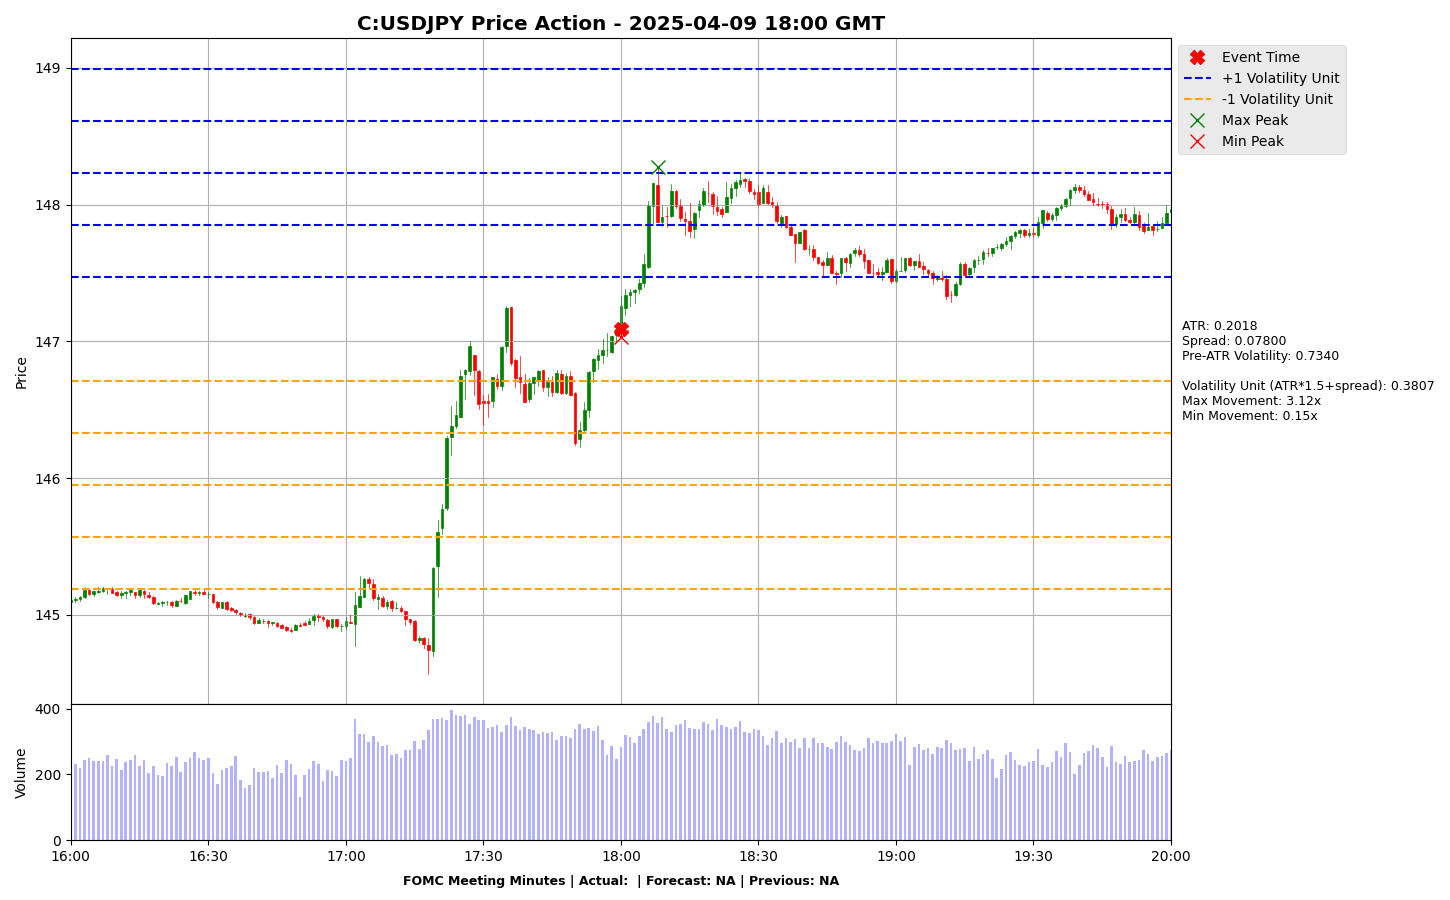 C:USDJPY Price Action - 2025-04-09 18:00 GMT
Event Time
+1 Volatility Unit
-1 Volatility Unit
Max Peak
Min Peak
149
148
147
146
145
Price
ATR: 0.2018
Spread: 0.07800
Pre-ATR Volatility: 0.7340
Volatility Unit (ATR*1.5+spread): 0.3807
Max Movement: 3.12x
Min Movement: 0.15x
400
200
0
Volume
16:00 16:30 17:00 17:30 18:00 18:30 19:00 19:30 20:00
FOMC Meeting Minutes | Actual:  | Forecast: NA | Previous: NA